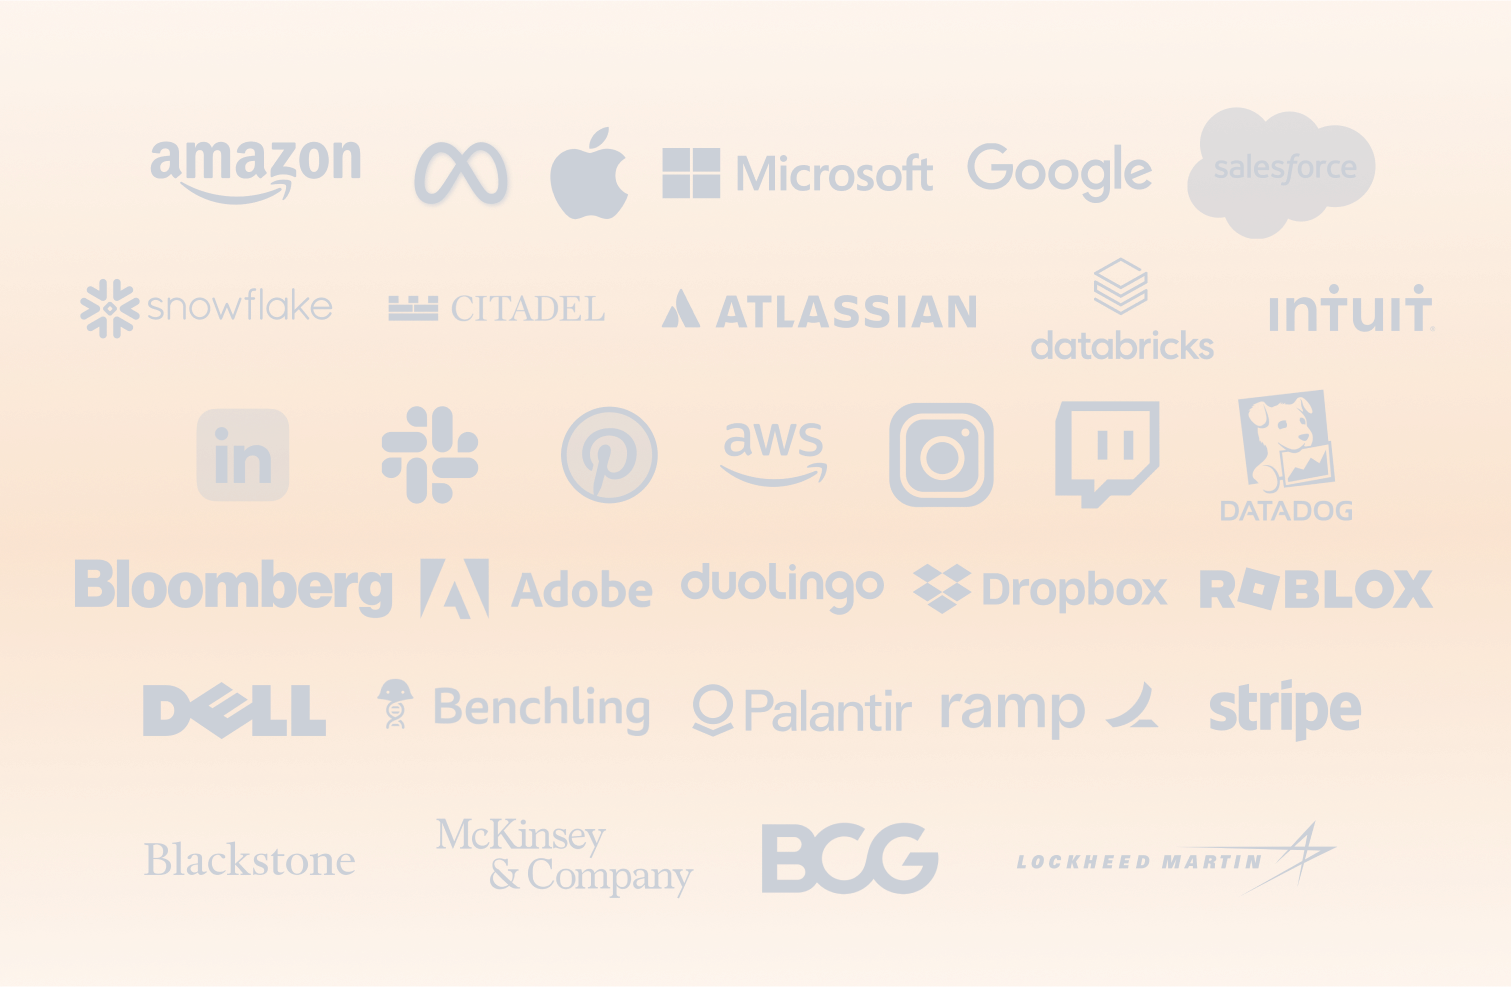 amazon
Microsoft
Google
salesforce
snowflake
CITADEL
ATLASSIAN
databricks
INTUIT
in
aws
DATADOG
Bloomberg
Adobe
duolingo
Dropbox
ROBLOX
DELL
Benchling
Palantir
ramp
stripe
Blackstone
McKinsey
& Company
BCG
LOCKHEED MARTIN